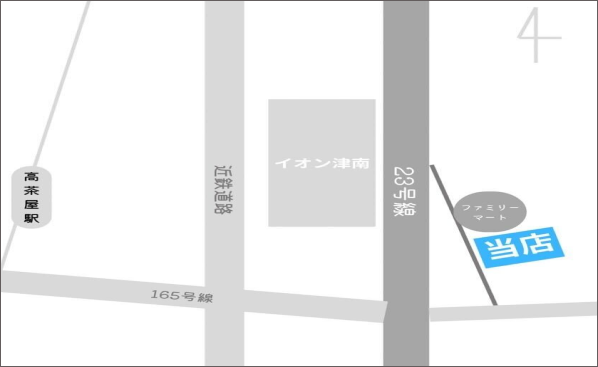 高茶屋駅
近鉄道路
イオン津南
23号線
ファミリー
マート
当店
165号線